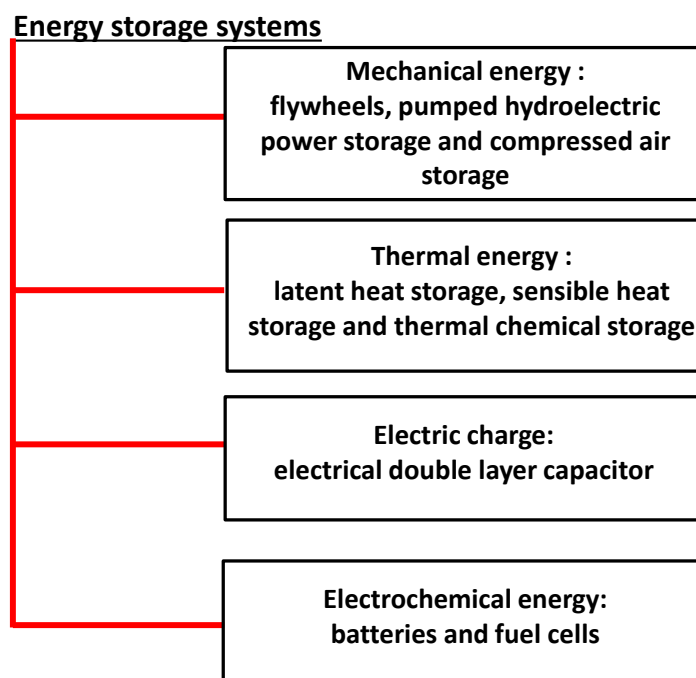 Energy storage systems
Mechanical energy :
flywheels, pumped hydroelectric
power storage and compressed air
storage
Thermal energy :
latent heat storage, sensible heat
storage and thermal chemical storage
Electric charge:
electrical double layer capacitor
Electrochemical energy:
batteries and fuel cells